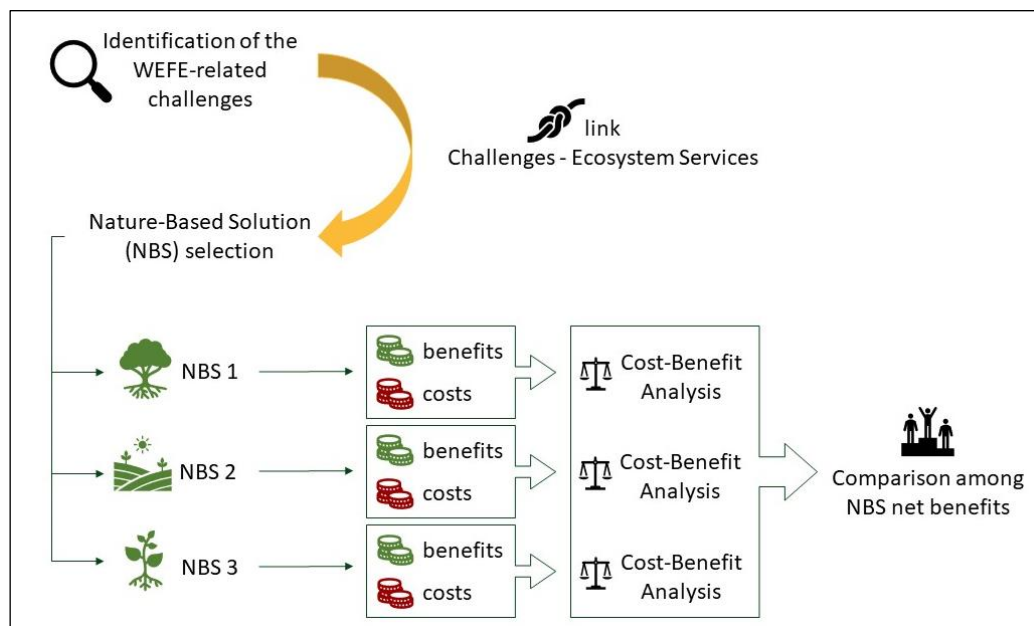 Identification of the
WEFE-related
challenges
link
Challenges - Ecosystem Services
Nature-Based Solution
(NBS) selection
NBS 1
benefits
costs
Cost-Benefit
Analysis
NBS 2
benefits
costs
Cost-Benefit
Analysis
NBS 3
benefits
costs
Cost-Benefit
Analysis
Comparison among
NBS net benefits